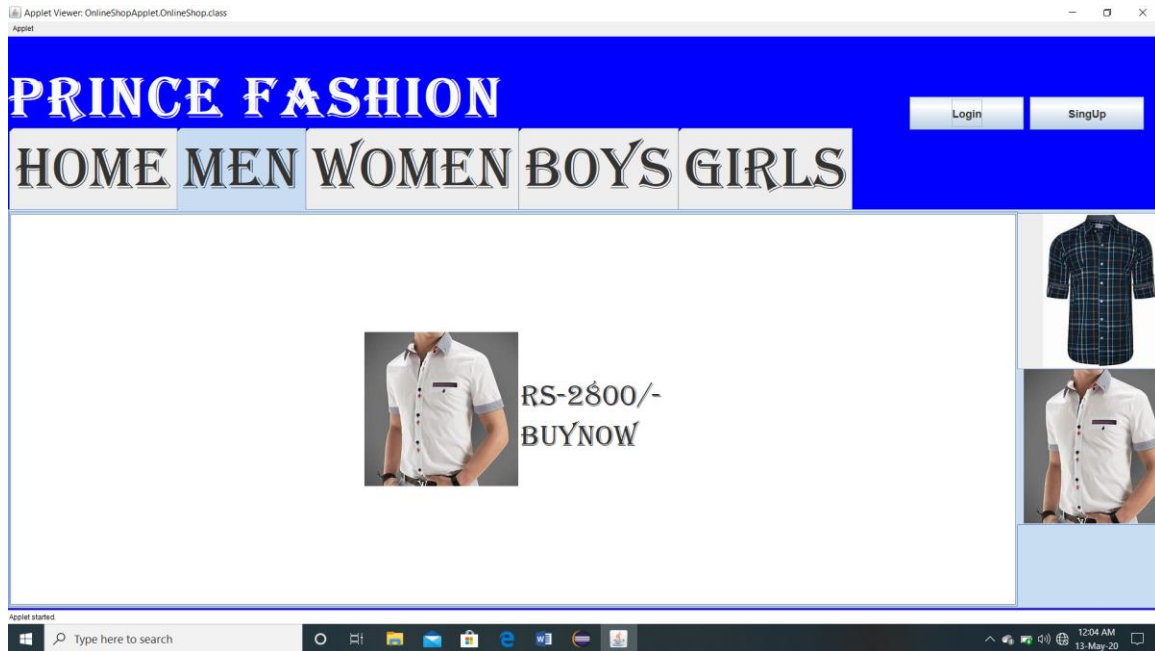 Applet Viewer: OnlineShopApplet.OnlineShop.class
Applet
PRINCE FASHION
Login SingUp
HOME MEN WOMEN BOYS GIRLS
RS-2800/-
BUYNOW
Applet started.
Type here to search
12:04 AM
13-May-20